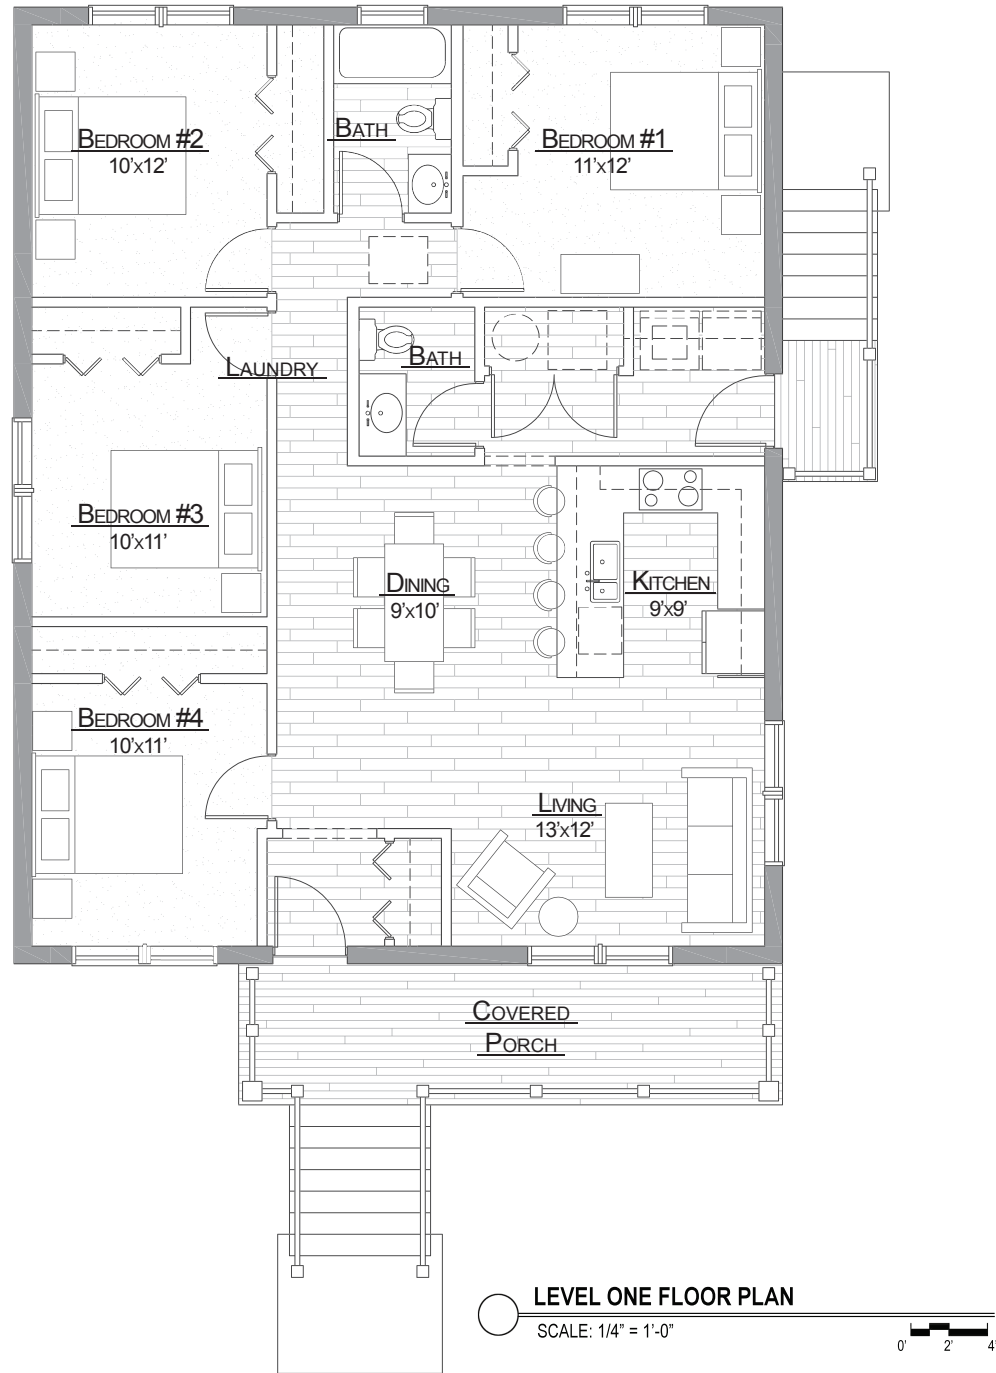 BATH
BEDROOM #2
10'x12'
BEDROOM #1
11'x12'
BATH
LAUNDRY
BEDROOM #3
10'x11'
DINING
9'x10'
KITCHEN
9'x9'
BEDROOM #4
10'x11'
LIVING
13'x12'
COVERED
PORCH
LEVEL ONE FLOOR PLAN
SCALE: 1/4" = 1'-0"
0' 2' 4'